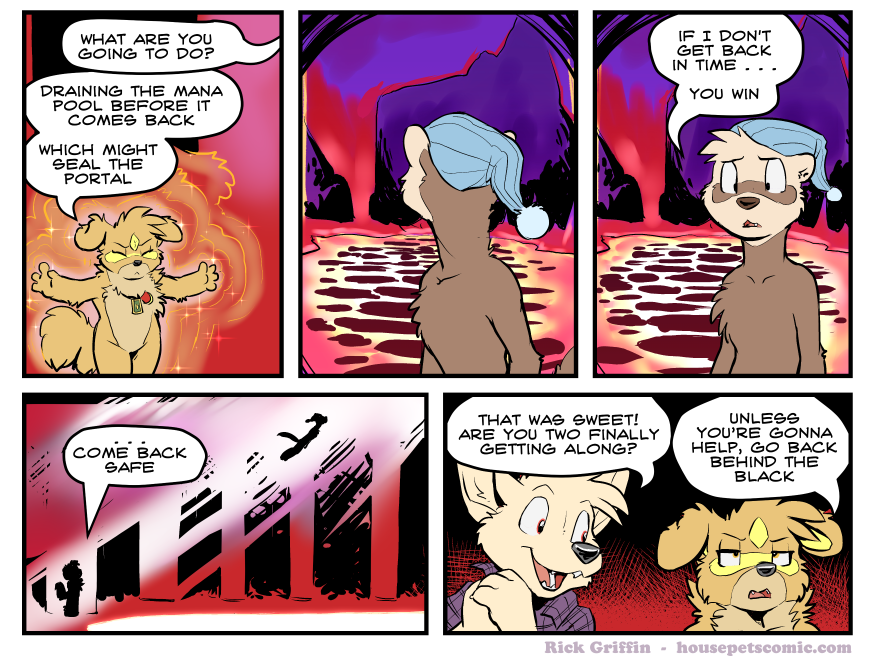 WHAT ARE YOU
GOING TO DO?
DRAINING THE MANA
POOL BEFORE IT
COMES BACK
WHICH MIGHT
SEAL THE
PORTAL
IF I DON'T
GET BACK
IN TIME . . .
YOU WIN
. . .
COME BACK
SAFE
THAT WAS SWEET!
ARE YOU TWO FINALLY
GETTING ALONG?
UNLESS
YOU'RE GONNA
HELP, GO BACK
BEHIND THE
BLACK
Rick Griffin - housepetscomic.com